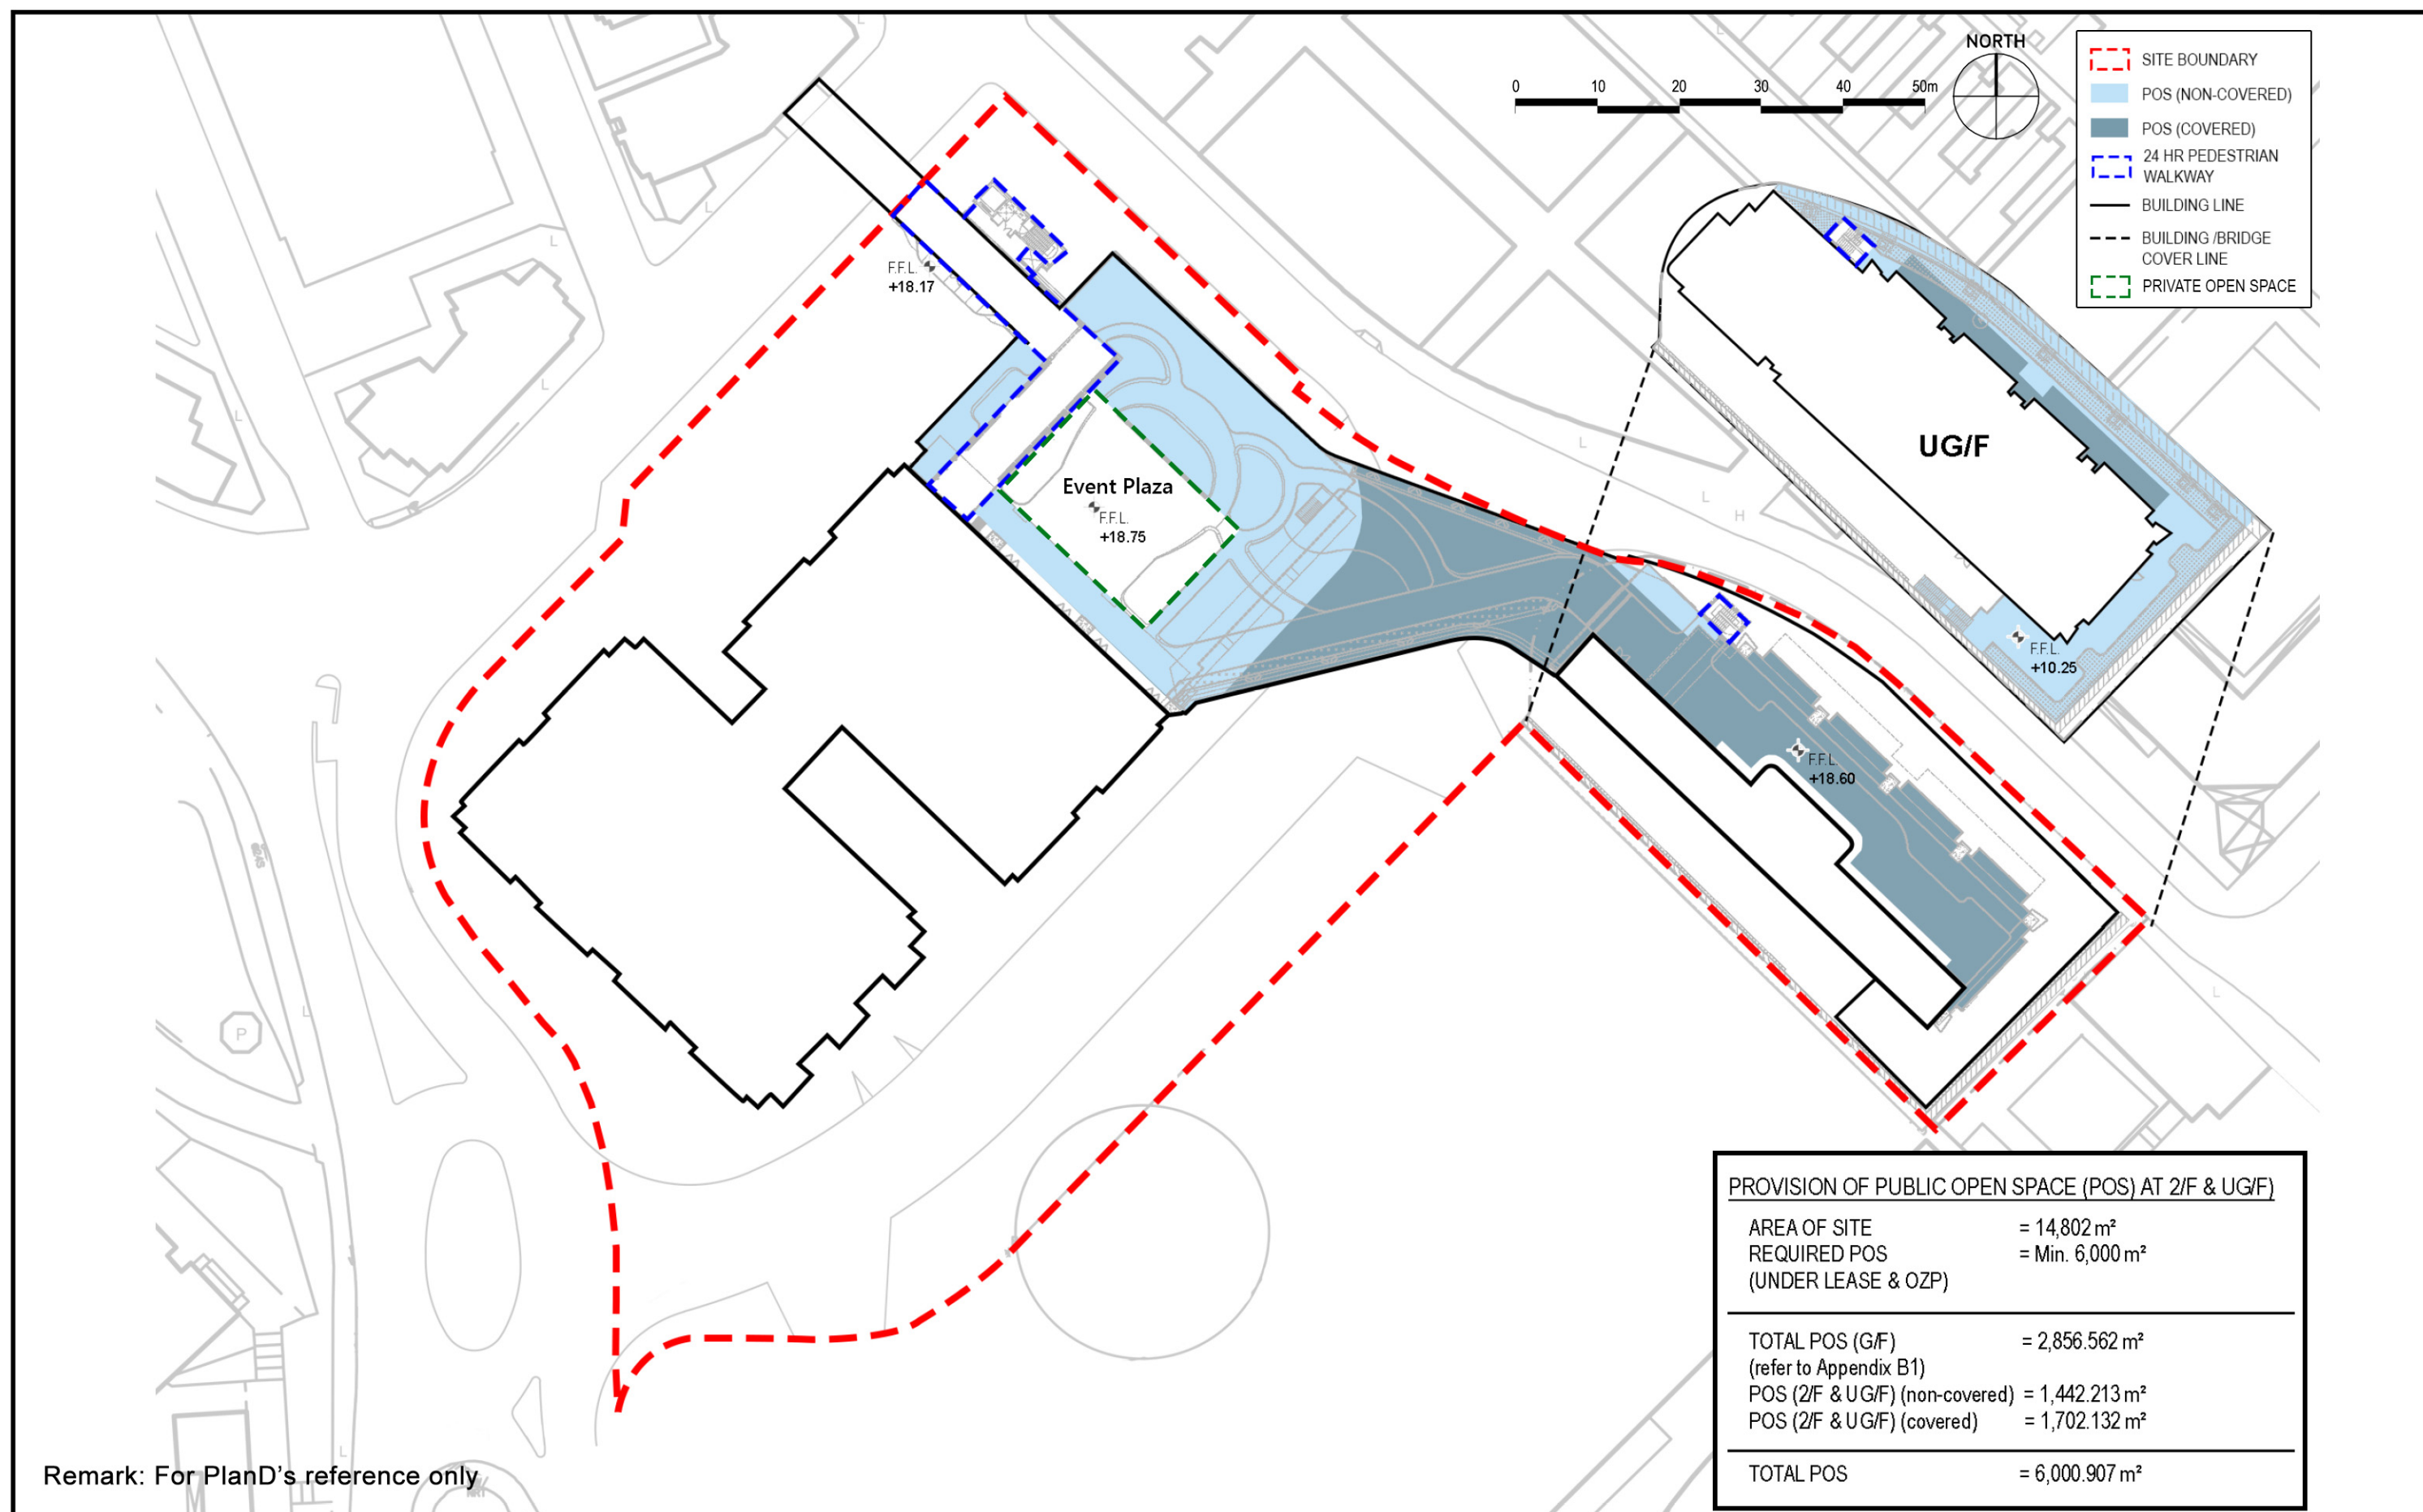 NORTH
0 10 20 30 40 50m
SITE BOUNDARY
POS (NON-COVERED)
POS (COVERED)
24 HR PEDESTRIAN
WALKWAY
BUILDING LINE
BUILDING /BRIDGE
COVER LINE
PRIVATE OPEN SPACE
F.F.L.
+18.17
UG/F
Event Plaza
F.F.L.
+18.75
F.F.L.
+10.25
F.F.L.
+18.60
L
L
L
L
L
L
L
L
H
L
L
L
P
PROVISION OF PUBLIC OPEN SPACE (POS) AT 2/F & UG/F)
AREA OF SITE = 14,802 m²
REQUIRED POS = Min. 6,000 m²
(UNDER LEASE & OZP)
TOTAL POS (G/F) = 2,856.562 m²
(refer to Appendix B1)
POS (2/F & UG/F) (non-covered) = 1,442.213 m²
POS (2/F & UG/F) (covered) = 1,702.132 m²
TOTAL POS = 6,000.907 m²
Remark: For PlanD's reference only